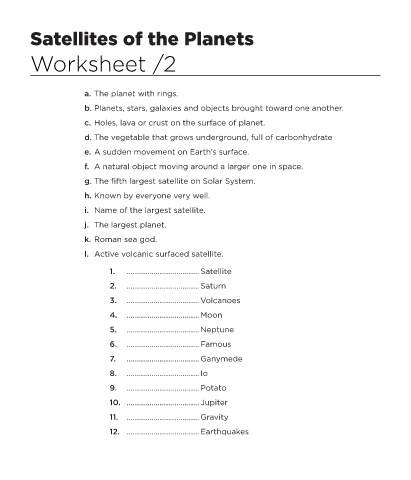 Satellites of the Planets
Worksheet /2
a. The planet with rings.
b. Planets, stars, galaxies and objects brought toward one another.
c. Holes, lava or crust on the surface of planet.
d. The vegetable that grows underground, full of carbonhydrate
e. A sudden movement on Earth's surface.
f. A natural object moving around a larger one in space.
g. The fifth largest satellite on Solar System.
h. Known by everyone very well.
i. Name of the largest satellite.
j. The largest planet.
k. Roman sea god.
l. Active volcanic surfaced satellite.
1. ................................... Satellite
2. ................................... Saturn
3. ................................... Volcanoes
4. ................................... Moon
5. ................................... Neptune
6. ................................... Famous
7. ................................... Ganymede
8. ................................... Io
9. ................................... Potato
10. ................................... Jupiter
11. ................................... Gravity
12. ................................... Earthquakes